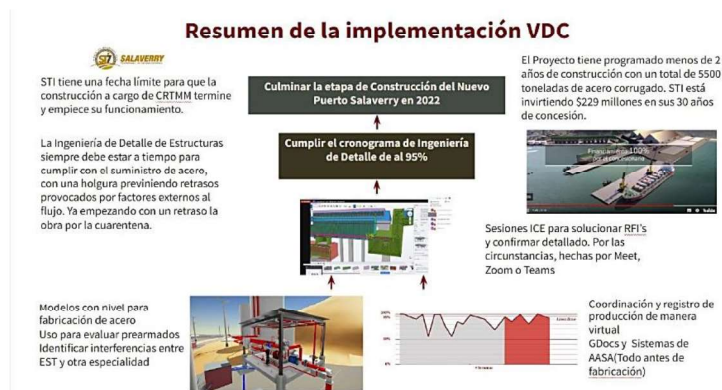 Resumen de la implementación VDC
STI SALAVERRY
STI tiene una fecha límite para que la
construcción a cargo de CRTMM termine
y empiece su funcionamiento.
Culminar la etapa de Construcción del Nuevo
Puerto Salaverry en 2022
El Proyecto tiene programado menos de 2
años de construcción con un total de 5500
toneladas de acero corrugado. STI está
invirtiendo $229 millones en sus 30 años
de concesión.
La Ingeniería de Detalle de Estructuras
siempre debe estar a tiempo para
cumplir con el suministro de acero,
con una holgura previniendo retrasos
provocados por factores externos al
flujo. Ya empezando con un retraso la
obra por la cuarentena.
Cumplir el cronograma de Ingeniería
de Detalle de al 95%
100%
por el concesionario
Sesiones ICE para solucionar RFI's
y confirmar detallado. Por las
circunstancias, hechas por Meet,
Zoom o Teams
Modelos con nivel para
fabricación de acero
Uso para evaluar prearmados
Identificar interferencias entre
EST y otra especialidad
Coordinación y registro de
producción de manera
virtual
GDocs y Sistemas de
AASA(Todo antes de
fabricación)